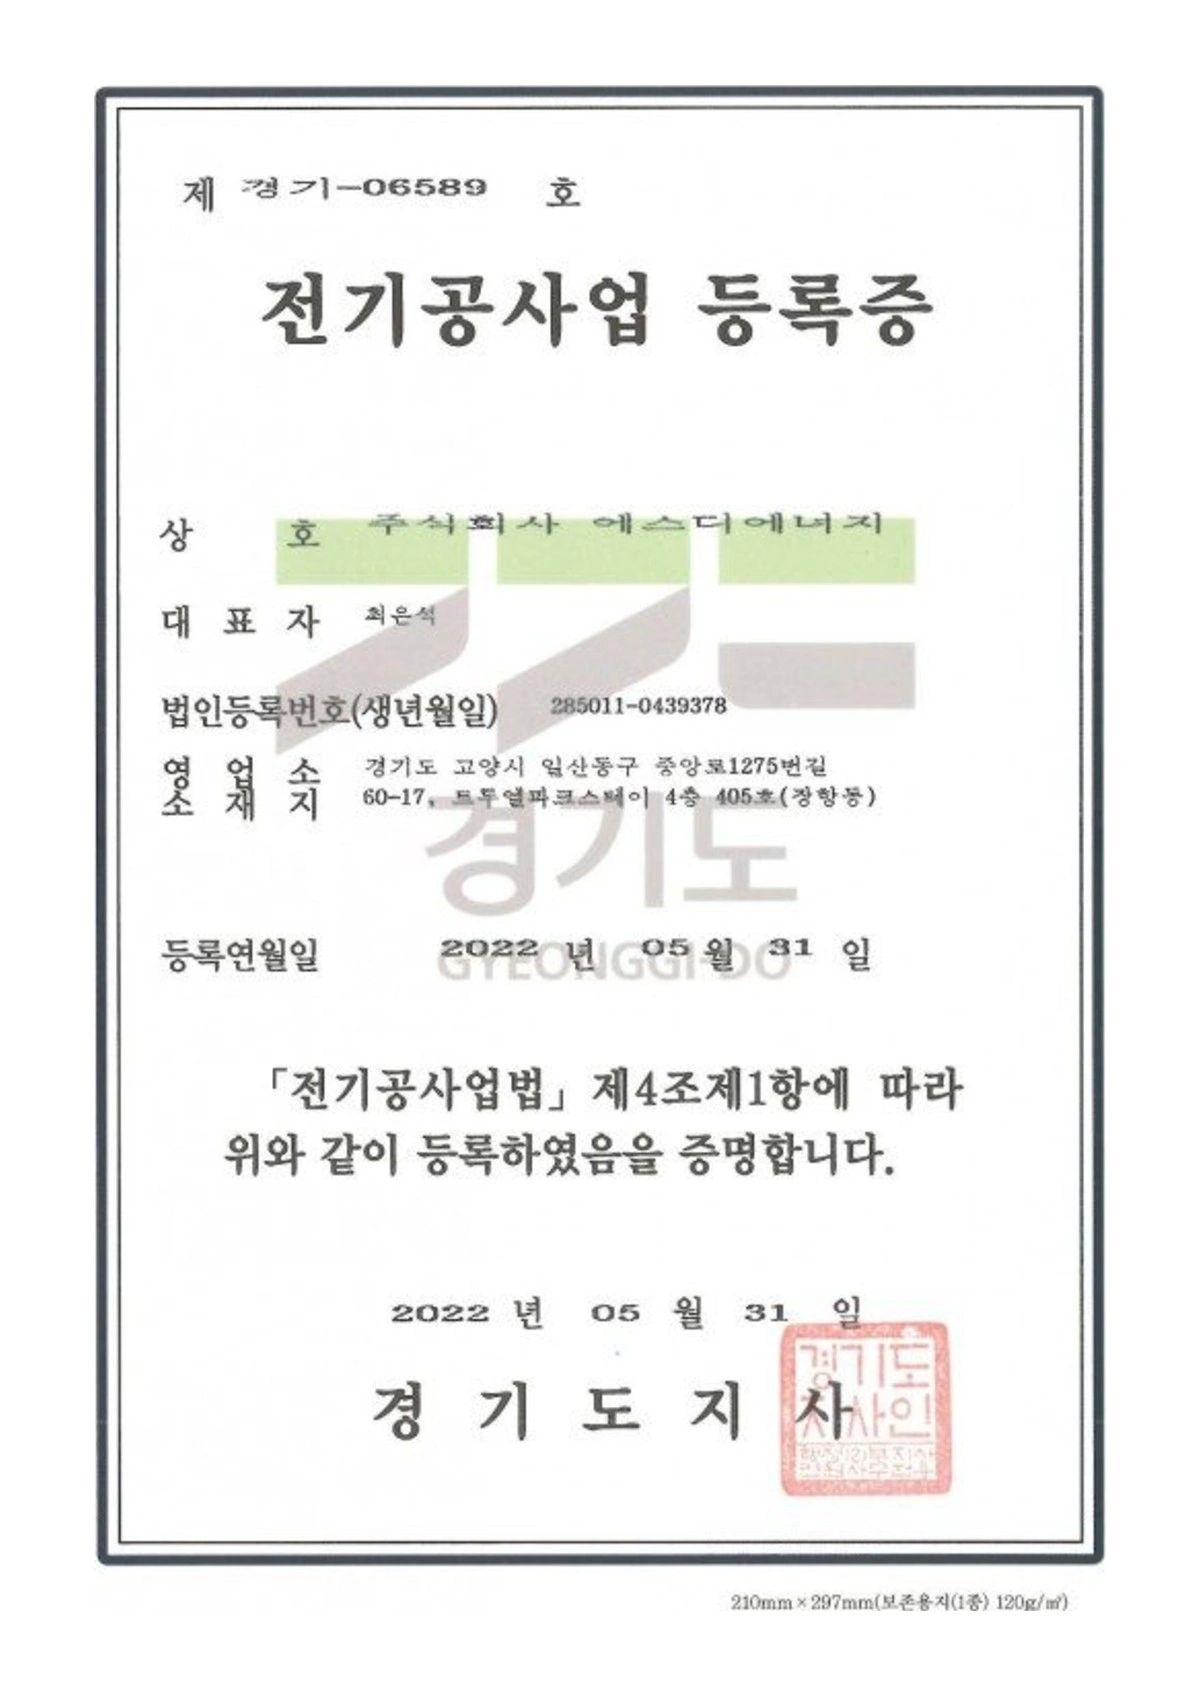 제 경기-06589 호
전기공사업 등록증
상 호 주식회사 에스디에너지
대 표 자 최은석
법인등록번호(생년월일) 285011-0439378
영 업 소 경기도 고양시 일산동구 중앙로1275번길
소 재 지 60-17, 트루엘파크스테이 4층 405호(장항동)
경기도
등록연월일 2022 년 05 월 31 일
GYEONGGI-DO
「전기공사업법」 제4조제1항에 따라
위와 같이 등록하였음을 증명합니다.
2022 년 05 월 31 일
경 기 도 지 사
경기도
지사인
210mm×297mm(보존용지(1종) 120g/㎡)